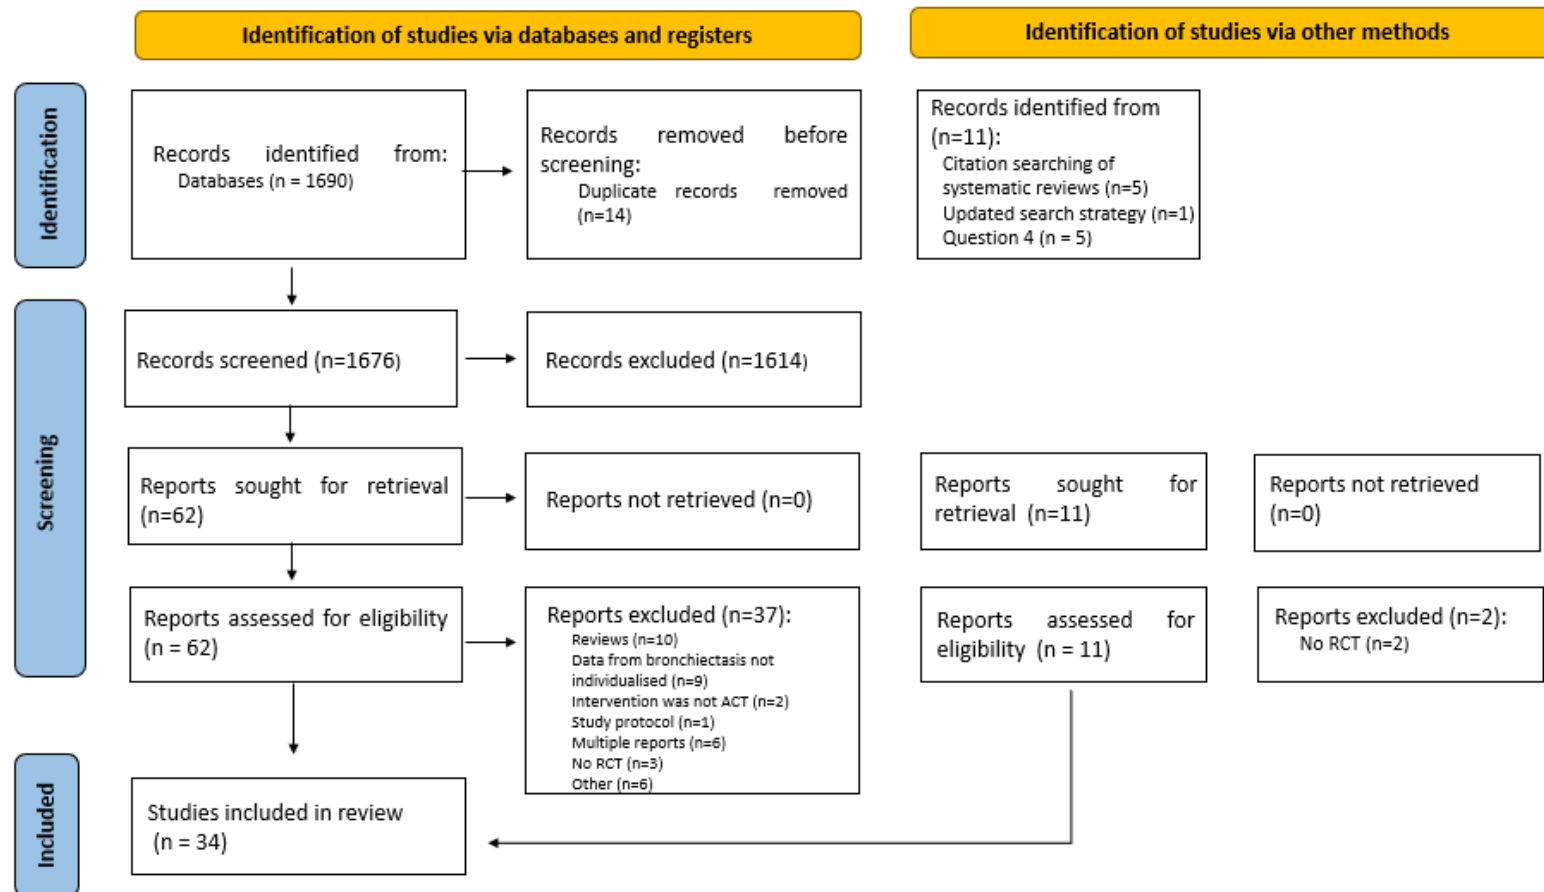 Identification of studies via databases and registers
Identification of studies via other methods
Identification
Records identified from:
Databases (n = 1690)
Records removed before
screening:
Duplicate records removed
(n=14)
Records identified from
(n=11):
Citation searching of
systematic reviews (n=5)
Updated search strategy (n=1)
Question 4 (n = 5)
Screening
Records screened (n=1676)
Records excluded (n=1614)
Reports sought for retrieval
(n=62)
Reports not retrieved (n=0)
Reports sought for
retrieval (n=11)
Reports not retrieved
(n=0)
Reports assessed for eligibility
(n = 62)
Reports excluded (n=37):
Reviews (n=10)
Data from bronchiectasis not
individualised (n=9)
Intervention was not ACT (n=2)
Study protocol (n=1)
Multiple reports (n=6)
No RCT (n=3)
Other (n=6)
Reports assessed for
eligibility (n = 11)
Reports excluded (n=2):
No RCT (n=2)
Included
Studies included in review
(n = 34)